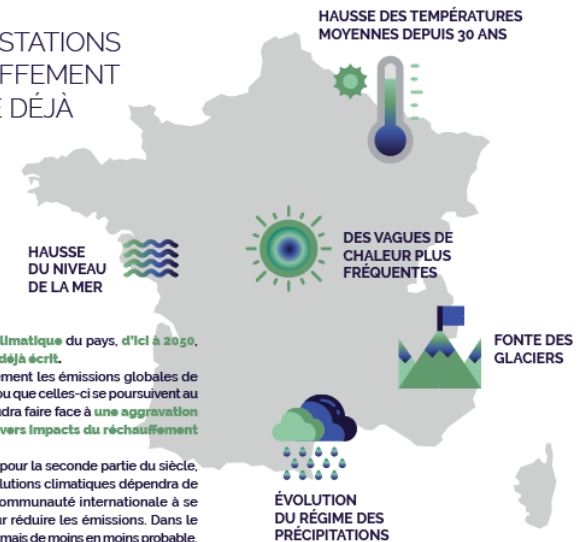 STATIONS
FFEMENT
DÉJÀ
HAUSSE DES TEMPÉRATURES
MOYENNES DEPUIS 30 ANS
DES VAGUES DE
CHALEUR PLUS
FRÉQUENTES
HAUSSE
DU NIVEAU
DE LA MER
FONTE DES
GLACIERS
limatique du pays, d'ici à 2050,
déjà écrit.
ment les émissions globales de
ou que celles-ci se poursuivent au
udra faire face à une aggravation
vers impacts du réchauffement
pour la seconde partie du siècle,
lutions climatiques dépendra de
ommunauté internationale à se
r réduire les émissions. Dans le
mais de moins en moins probable,
ÉVOLUTION
DU RÉGIME DES
PRÉCIPITATIONS